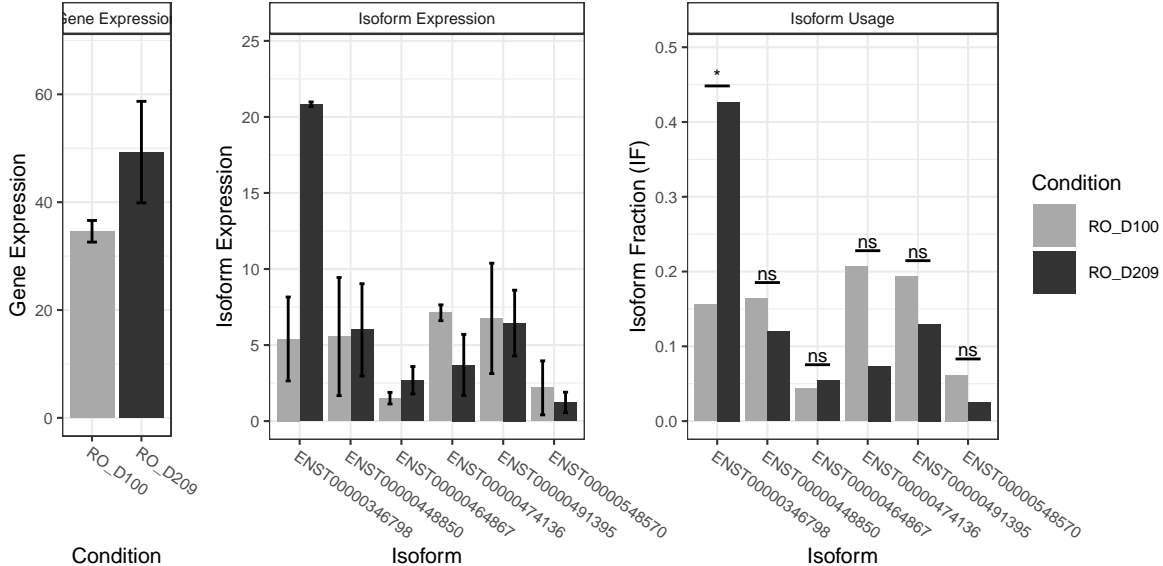 Gene Expression
Gene Expression
60
40
20
0
RO_D100
RO_D209
Condition
Isoform Expression
Isoform Expression
25
20
15
10
5
0
ENST00000346798
ENST00000448850
ENST00000464867
ENST00000474136
ENST00000491395
ENST00000548570
Isoform
Isoform Usage
Isoform Fraction (IF)
0.5
0.4
0.3
0.2
0.1
0.0
*
ns
ns
ns
ns
ns
ENST00000346798
ENST00000448850
ENST00000464867
ENST00000474136
ENST00000491395
ENST00000548570
Isoform
Condition
RO_D100
RO_D209